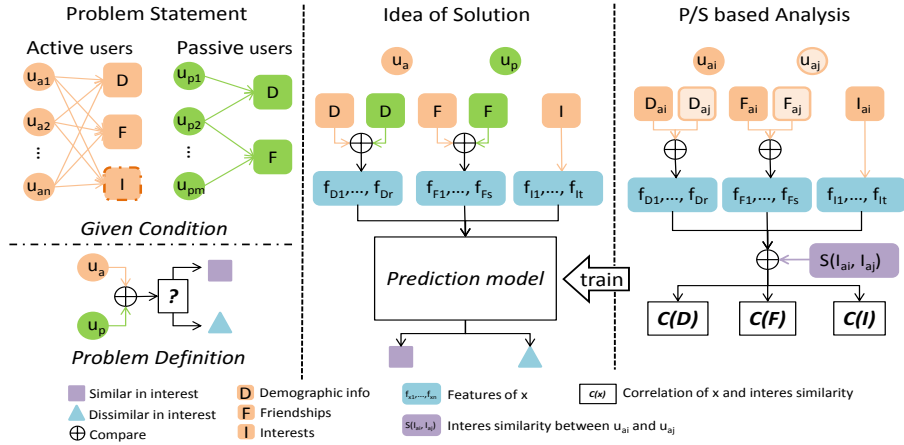 Problem Statement
Active users
Passive users
u_a1
u_a2
...
u_an
D
F
I
u_p1
u_p2
...
u_pm
D
F
Given Condition
u_a
u_p
?
Problem Definition
Idea of Solution
u_a
u_p
D
D
F
F
I
f_D1,..., f_Dr
f_F1,..., f_Fs
f_I1,..., f_It
Prediction model
train
P/S based Analysis
u_ai
u_aj
D_ai
D_aj
F_ai
F_aj
I_ai
f_D1,..., f_Dr
f_F1,..., f_Fs
f_I1,..., f_It
S(I_ai, I_aj)
C(D)
C(F)
C(I)
Similar in interest
Dissimilar in interest
Compare
D Demographic info
F Friendships
I Interests
f_x1,...,f_xn Features of x
S(I_ai, I_aj) Interes similarity between u_ai and u_aj
C(x) Correlation of x and interes similarity